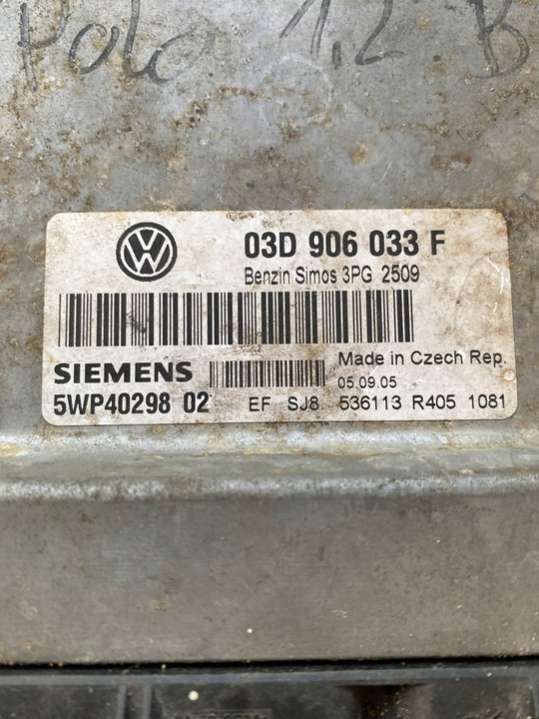 Polo 1,2 B
03D 906 033 F
Benzin Simos 3PG 2509
SIEMENS
Made in Czech Rep.
05.09.05
5WP40298 02
EF SJ8. 536113 R405 1081